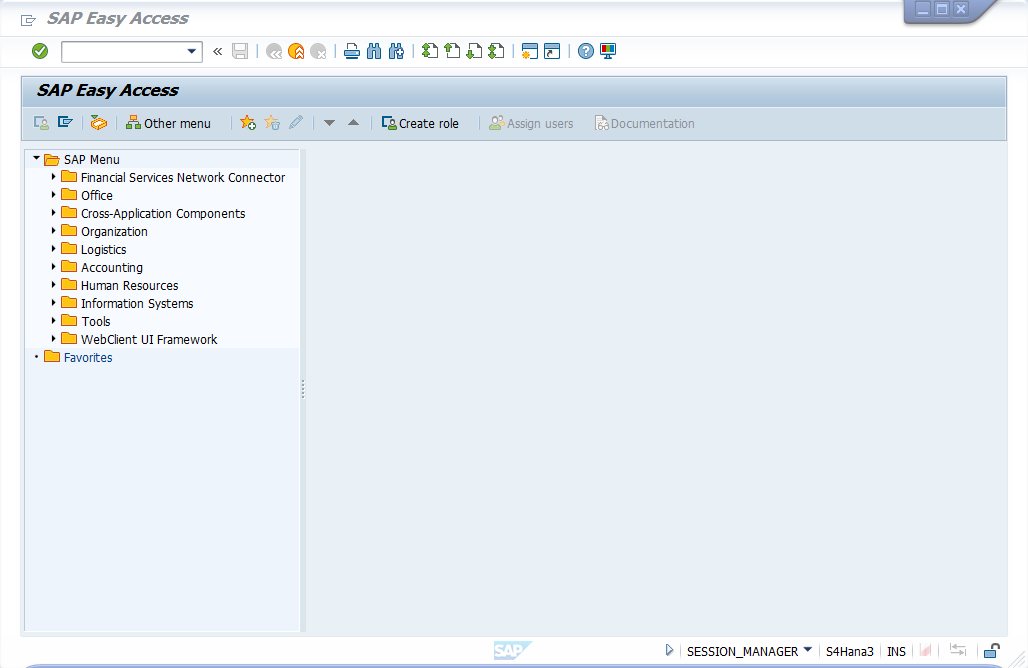 SAP Easy Access
SAP Easy Access
Other menu
Create role
Assign users
Documentation
SAP Menu
Financial Services Network Connector
Office
Cross-Application Components
Organization
Logistics
Accounting
Human Resources
Information Systems
Tools
WebClient UI Framework
Favorites
SAP
SESSION_MANAGER
S4Hana3
INS